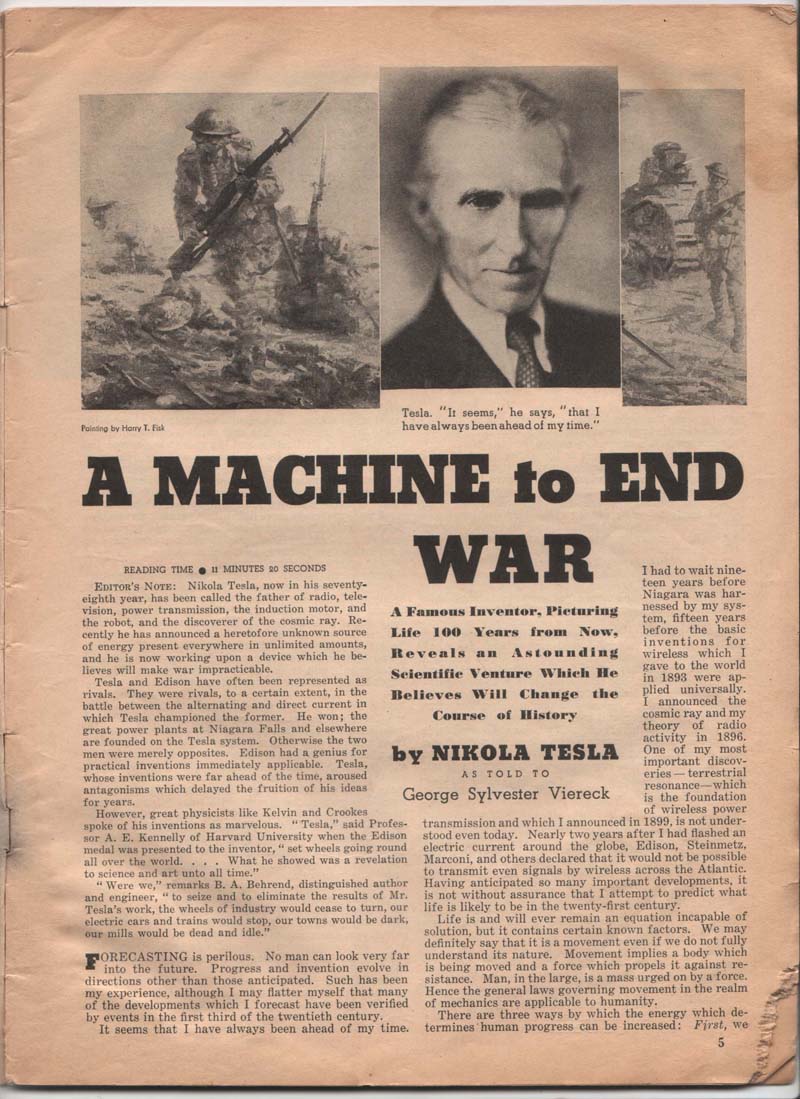 Painting by Harry T. Fisk
Tesla. "It seems," he says, "that I
have always been ahead of my time."
A MACHINE to END
WAR
A Famous Inventor, Picturing
Life 100 Years from Now,
Reveals an Astounding
Scientific Venture Which He
Believes Will Change the
Course of History
by NIKOLA TESLA
AS TOLD TO
George Sylvester Viereck
READING TIME ● 11 MINUTES 20 SECONDS
EDITOR'S NOTE: Nikola Tesla, now in his seventy-
eighth year, has been called the father of radio, tele-
vision, power transmission, the induction motor, and
the robot, and the discoverer of the cosmic ray. Re-
cently he has announced a heretofore unknown source
of energy present everywhere in unlimited amounts,
and he is now working upon a device which he be-
lieves will make war impracticable.
Tesla and Edison have often been represented as
rivals. They were rivals, to a certain extent, in the
battle between the alternating and direct current in
which Tesla championed the former. He won; the
great power plants at Niagara Falls and elsewhere
are founded on the Tesla system. Otherwise the two
men were merely opposites. Edison had a genius for
practical inventions immediately applicable. Tesla,
whose inventions were far ahead of the time, aroused
antagonisms which delayed the fruition of his ideas
for years.
However, great physicists like Kelvin and Crookes
spoke of his inventions as marvelous. "Tesla," said Profes-
sor A. E. Kennelly of Harvard University when the Edison
medal was presented to the inventor, "set wheels going round
all over the world. . . . What he showed was a revelation
to science and art unto all time."
"Were we," remarks B. A. Behrend, distinguished author
and engineer, "to seize and to eliminate the results of Mr.
Tesla's work, the wheels of industry would cease to turn, our
electric cars and trains would stop, our towns would be dark,
our mills would be dead and idle."
FORECASTING is perilous. No man can look very far
into the future. Progress and invention evolve in
directions other than those anticipated. Such has been
my experience, although I may flatter myself that many
of the developments which I forecast have been verified
by events in the first third of the twentieth century.
It seems that I have always been ahead of my time.
I had to wait nine-
teen years before
Niagara was har-
nessed by my sys-
tem, fifteen years
before the basic
inventions for
wireless which I
gave to the world
in 1893 were ap-
plied universally.
I announced the
cosmic ray and my
theory of radio
activity in 1896.
One of my most
important discov-
eries — terrestrial
resonance — which
is the foundation
of wireless power
transmission and which I announced in 1899, is not under-
stood even today. Nearly two years after I had flashed an
electric current around the globe, Edison, Steinmetz,
Marconi, and others declared that it would not be possible
to transmit even signals by wireless across the Atlantic.
Having anticipated so many important developments, it
is not without assurance that I attempt to predict what
life is likely to be in the twenty-first century.
Life is and will ever remain an equation incapable of
solution, but it contains certain known factors. We may
definitely say that it is a movement even if we do not fully
understand its nature. Movement implies a body which
is being moved and a force which propels it against re-
sistance. Man, in the large, is a mass urged on by a force.
Hence the general laws governing movement in the realm
of mechanics are applicable to humanity.
There are three ways by which the energy which de-
termines human progress can be increased: First, we
5